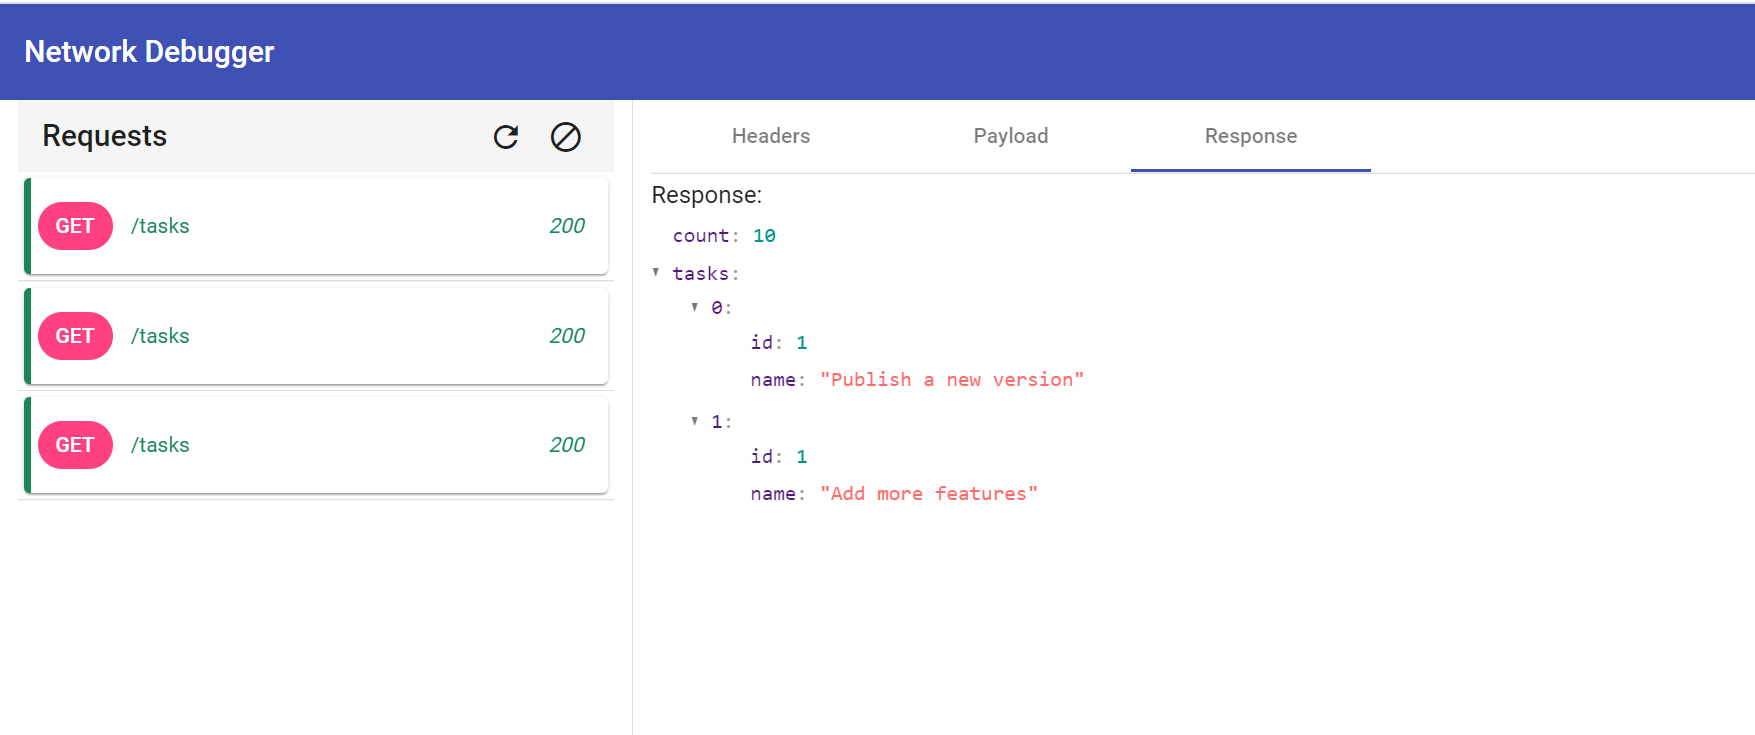 Network Debugger
Requests
GET /tasks 200
GET /tasks 200
GET /tasks 200
Headers Payload Response
Response:
count: 10
tasks:
0:
id: 1
name: "Publish a new version"
1:
id: 1
name: "Add more features"